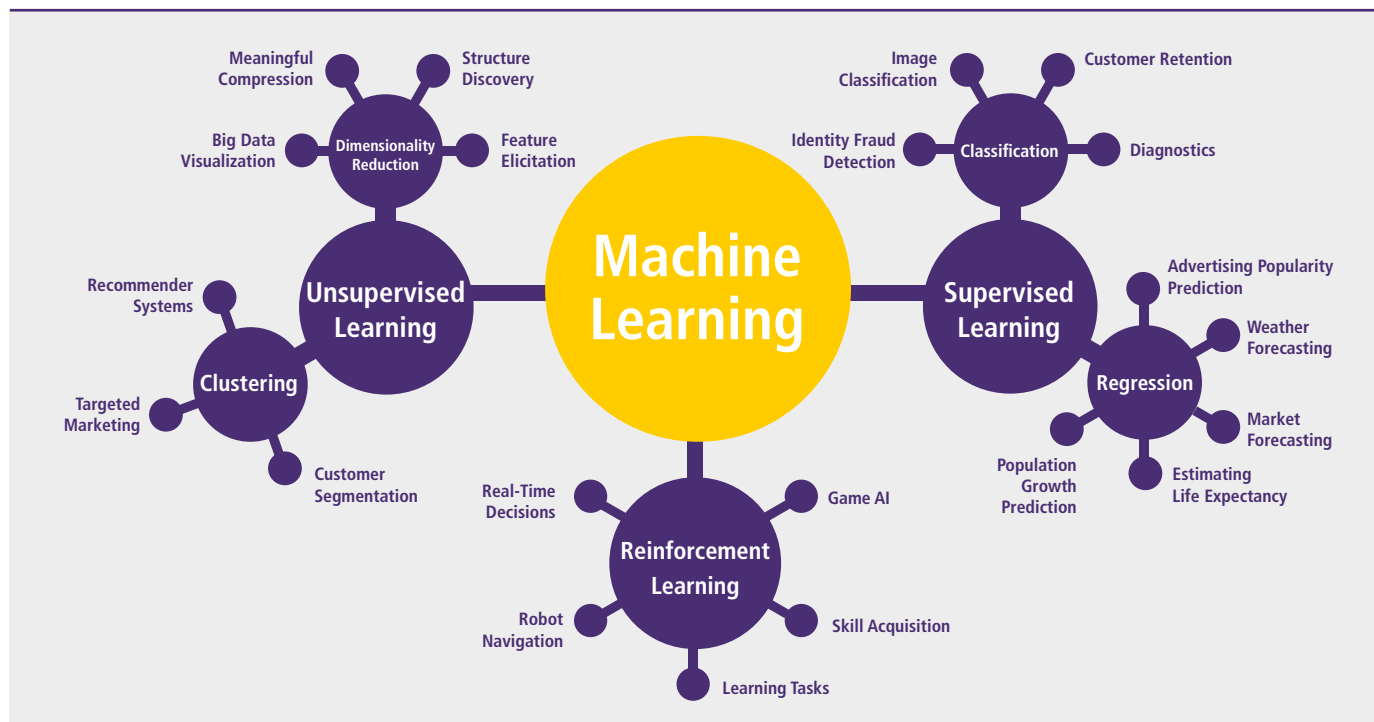 Machine
Learning
Unsupervised
Learning
Dimensionality
Reduction
Meaningful
Compression
Structure
Discovery
Big Data
Visualization
Feature
Elicitation
Clustering
Recommender
Systems
Targeted
Marketing
Customer
Segmentation
Supervised
Learning
Classification
Image
Classification
Customer Retention
Identity Fraud
Detection
Diagnostics
Regression
Advertising Popularity
Prediction
Weather
Forecasting
Market
Forecasting
Estimating
Life Expectancy
Population
Growth
Prediction
Reinforcement
Learning
Real-Time
Decisions
Game AI
Robot
Navigation
Skill Acquisition
Learning Tasks